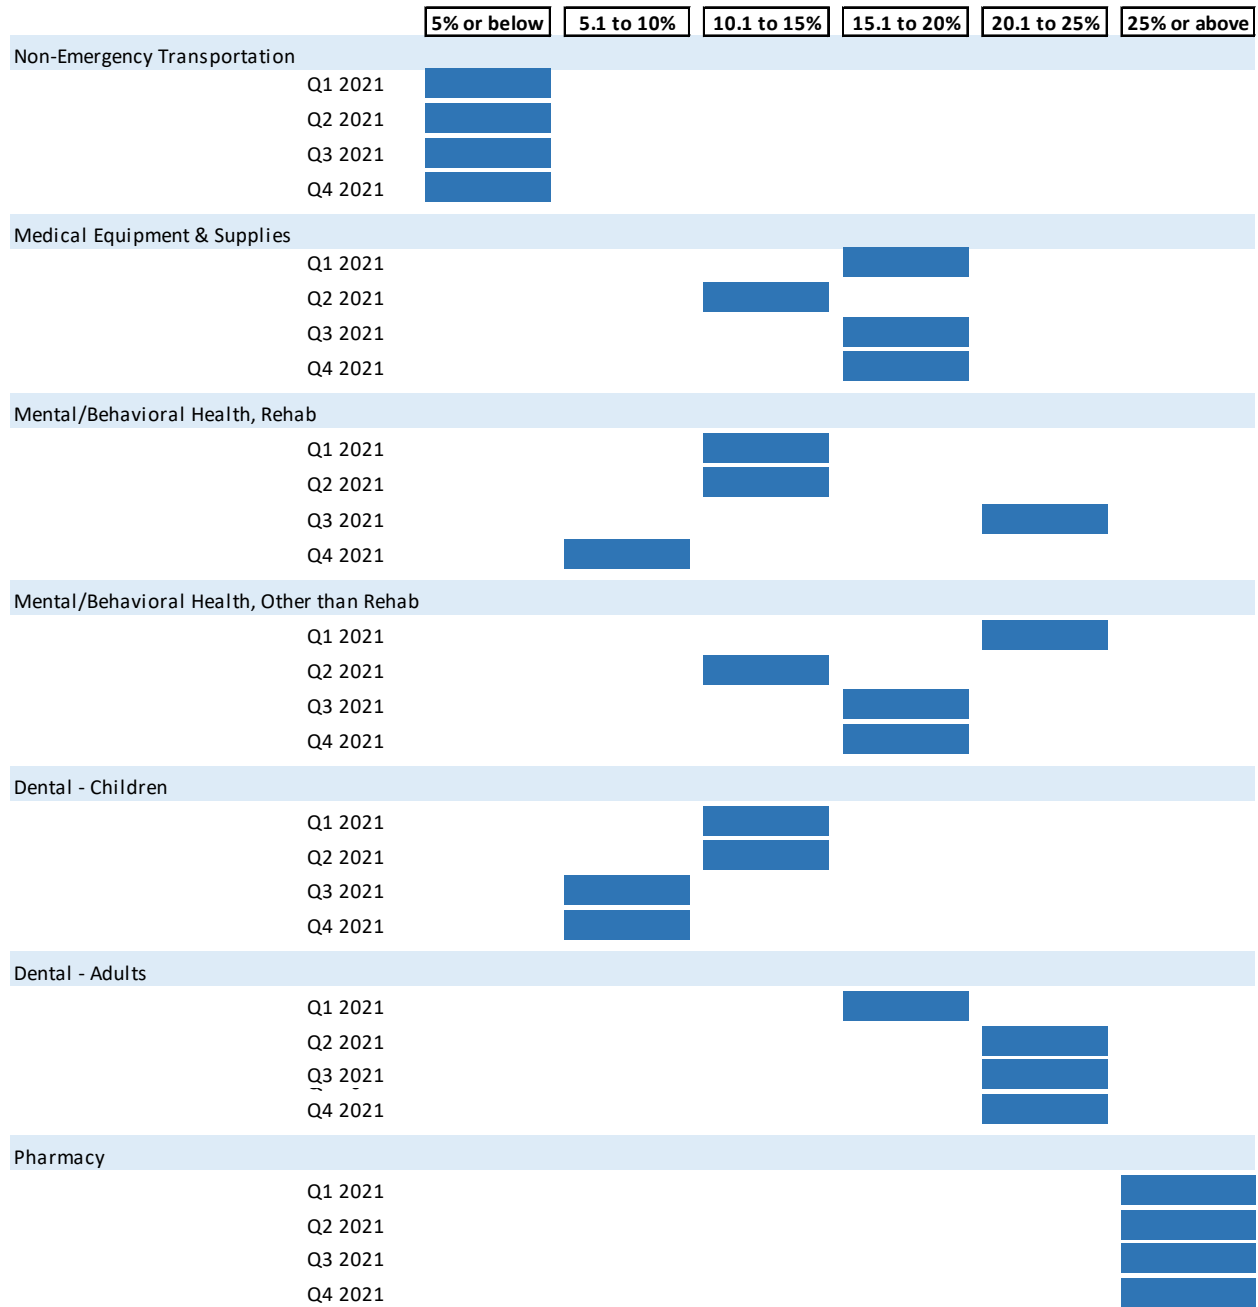 5% or below 5.1 to 10% 10.1 to 15% 15.1 to 20% 20.1 to 25% 25% or above
Non-Emergency Transportation
Q1 2021
Q2 2021
Q3 2021
Q4 2021
Medical Equipment & Supplies
Q1 2021
Q2 2021
Q3 2021
Q4 2021
Mental/Behavioral Health, Rehab
Q1 2021
Q2 2021
Q3 2021
Q4 2021
Mental/Behavioral Health, Other than Rehab
Q1 2021
Q2 2021
Q3 2021
Q4 2021
Dental - Children
Q1 2021
Q2 2021
Q3 2021
Q4 2021
Dental - Adults
Q1 2021
Q2 2021
Q3 2021
Q4 2021
Pharmacy
Q1 2021
Q2 2021
Q3 2021
Q4 2021